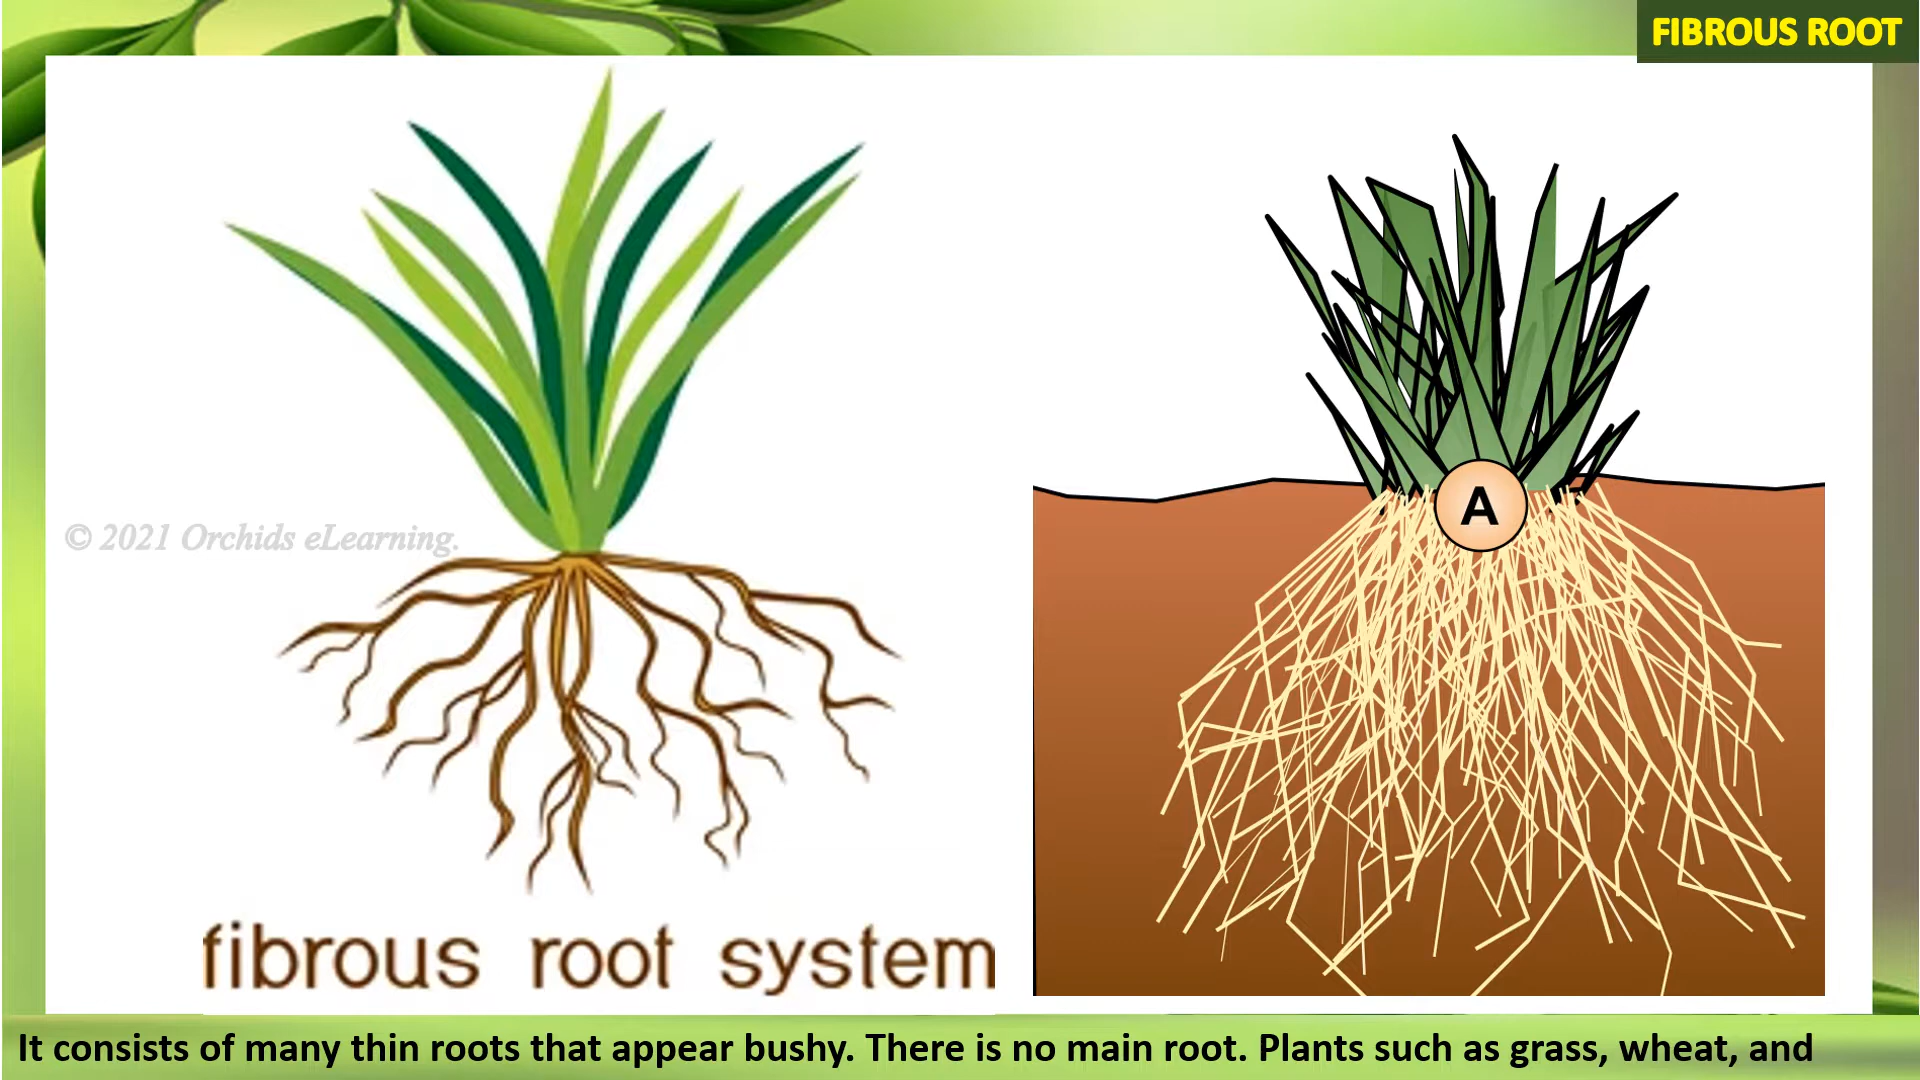 FIBROUS ROOT
A
© 2021 Orchids eLearning.
fibrous root system
It consists of many thin roots that appear bushy. There is no main root. Plants such as grass, wheat, and